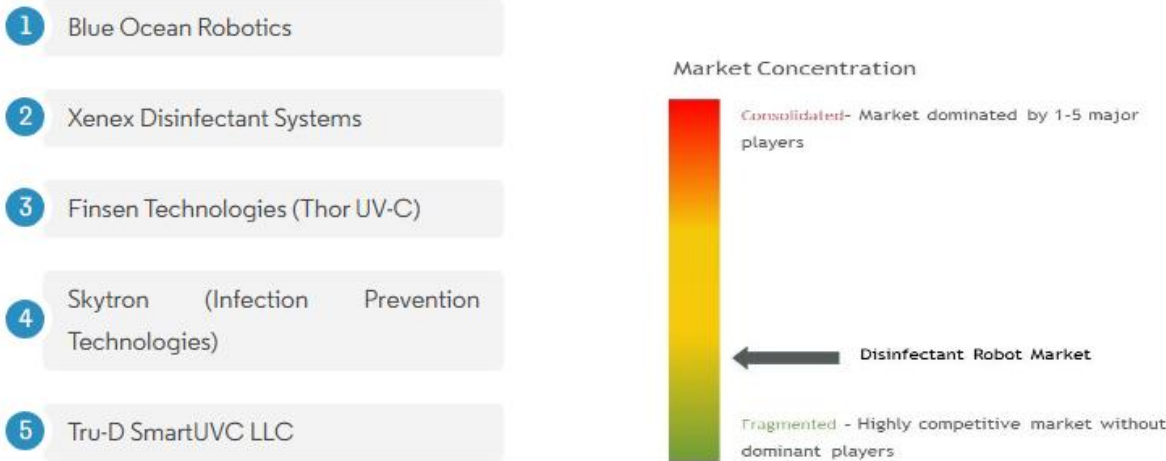 1
Blue Ocean Robotics
2
Xenex Disinfectant Systems
3
Finsen Technologies (Thor UV-C)
4
Skytron (Infection Prevention
Technologies)
5
Tru-D SmartUVC LLC
Market Concentration
Consolidated- Market dominated by 1-5 major
players
Disinfectant Robot Market
Fragmented - Highly competitive market without
dominant players